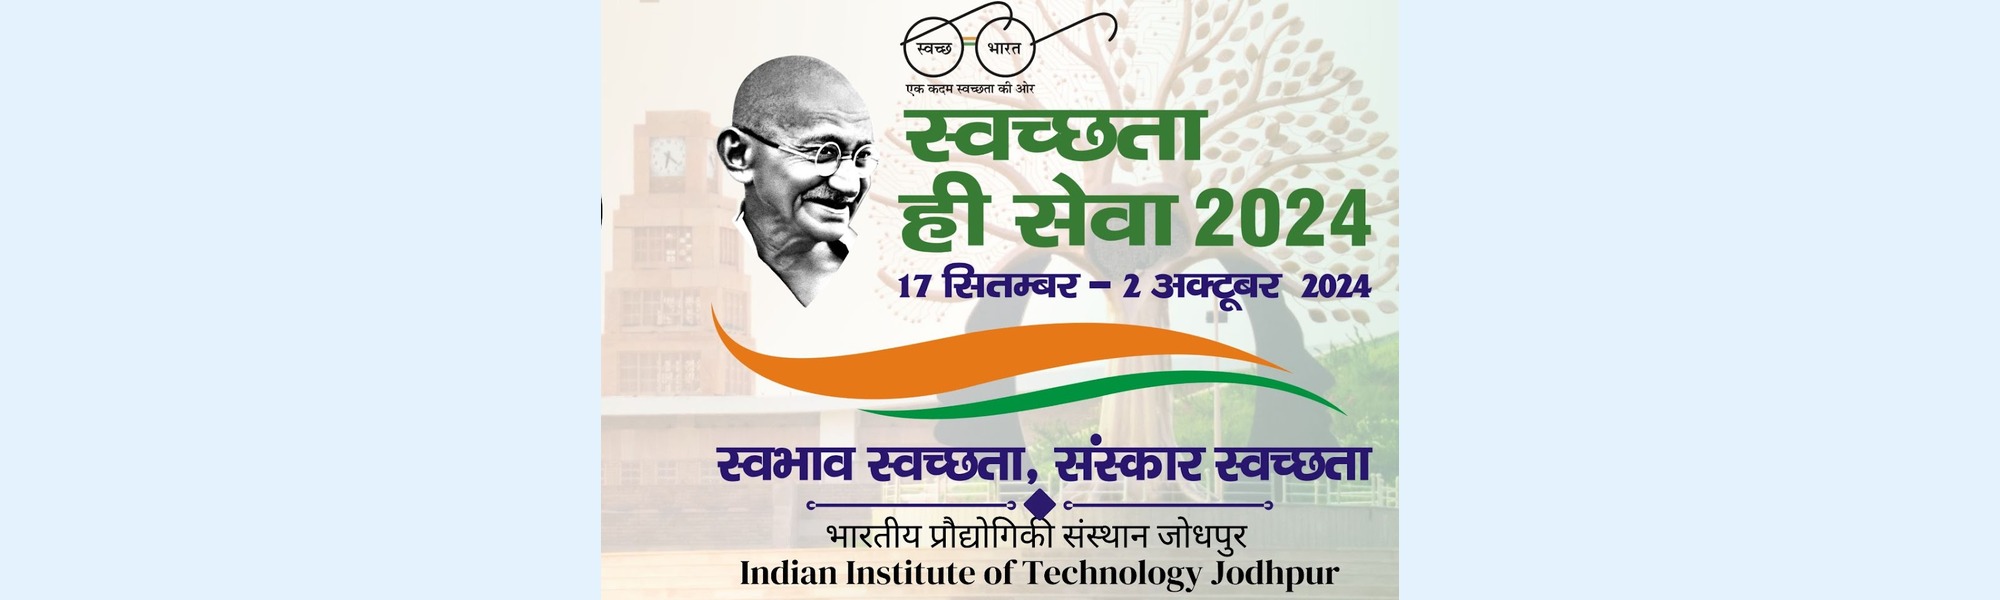 स्वच्छ भारत
एक कदम स्वच्छता की ओर
स्वच्छता
ही सेवा 2024
17 सितम्बर – 2 अक्टूबर 2024
स्वभाव स्वच्छता, संस्कार स्वच्छता
भारतीय प्रौद्योगिकी संस्थान जोधपुर
Indian Institute of Technology Jodhpur